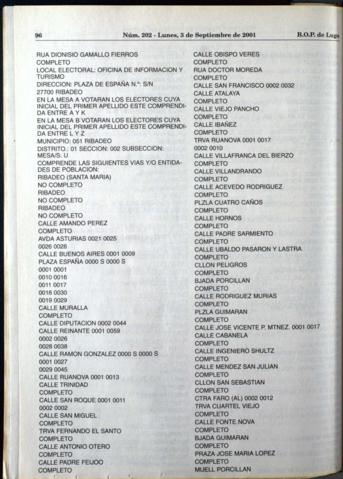 96 Núm. 202 - Lunes, 3 de Septiembre de 2001 B.O.P. de Lugo
RUA DIONISIO GAMALLO FIERROS
COMPLETO
LOCAL ELECTORAL: OFICINA DE INFORMACION Y
TURISMO
DIRECCION: PLAZA DE ESPAÑA N.º: S/N
27700 RIBADEO
EN LA MESA A VOTARAN LOS ELECTORES CUYA
INICIAL DEL PRIMER APELLIDO ESTE COMPRENDI-
DA ENTRE A Y K
EN LA MESA B VOTARAN LOS ELECTORES CUYA
INICIAL DEL PRIMER APELLIDO ESTE COMPRENDI-
DA ENTRE L Y Z
MUNICIPIO: 051 RIBADEO
DISTRITO.: 01 SECCION: 002 SUBSECCION:
MESA/S. U
COMPRENDE LAS SIGUIENTES VIAS Y/O ENTIDA-
DES DE POBLACION:
RIBADEO (SANTA MARIA)
NO COMPLETO
RIBADEO
NO COMPLETO
RIBADEO
NO COMPLETO
CALLE AMANDO PEREZ
COMPLETO
AVDA ASTURIAS 0021 0025
0026 0028
CALLE BUENOS AIRES 0001 0009
PLAZA ESPAÑA 0000 S 0000 S
0001 0001
0010 0016
0011 0017
0018 0030
0019 0029
CALLE MURALLA
COMPLETO
CALLE DIPUTACION 0002 0044
CALLE REINANTE 0001 0059
0002 0026
0028 0038
CALLE RAMON GONZALEZ 0000 S 0000 S
0001 0027
0029 0045
CALLE RUANOVA 0001 0013
CALLE TRINIDAD
COMPLETO
CALLE SAN ROQUE 0001 0011
0002 0002
CALLE SAN MIGUEL
COMPLETO
TRVA FERNANDO EL SANTO
COMPLETO
CALLE ANTONIO OTERO
COMPLETO
CALLE PADRE FEIJOO
COMPLETO
CALLE OBISPO VERES
COMPLETO
RUA DOCTOR MOREDA
COMPLETO
CALLE SAN FRANCISCO 0002 0032
CALLE ATALAYA
COMPLETO
CALLE VIEJO PANCHO
COMPLETO
CALLE IBAÑEZ
COMPLETO
TRVA RUANOVA 0001 0017
0002 0010
CALLE VILLAFRANCA DEL BIERZO
COMPLETO
CALLE VILLANDRANDO
COMPLETO
CALLE ACEVEDO RODRIGUEZ
COMPLETO
PLZLA CUATRO CAÑOS
COMPLETO
CALLE HORNOS
COMPLETO
CALLE PADRE SARMIENTO
COMPLETO
CALLE UBALDO PASARON Y LASTRA
COMPLETO
CLLON PELIGROS
COMPLETO
BJADA PORCILLAN
COMPLETO
CALLE RODRIGUEZ MURIAS
COMPLETO
PLZLA GUIMARAN
COMPLETO
CALLE JOSE VICENTE P. MTNEZ. 0001 0017
CALLE CABANELA
COMPLETO
CALLE INGENIERO SHULTZ
COMPLETO
CALLE MENDEZ SAN JULIAN
COMPLETO
CLLON SAN SEBASTIAN
COMPLETO
CTRA FARO (AL) 0002 0012
TRVA CUARTEL VIEJO
COMPLETO
CALLE FONTE NOVA
COMPLETO
BJADA GUIMARAN
COMPLETO
PRAZA JOSE MARIA LOPEZ
COMPLETO
MUELL PORCILLAN